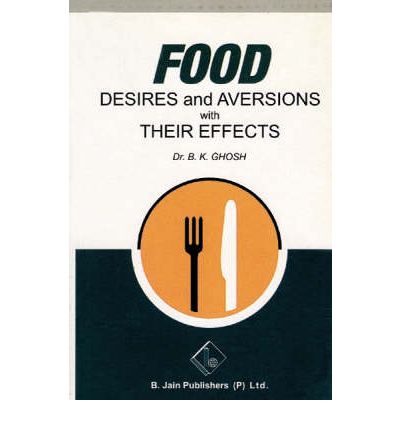 FOOD
DESIRES and AVERSIONS
with
THEIR EFFECTS
Dr. B. K. GHOSH
B. Jain Publishers (P) Ltd.